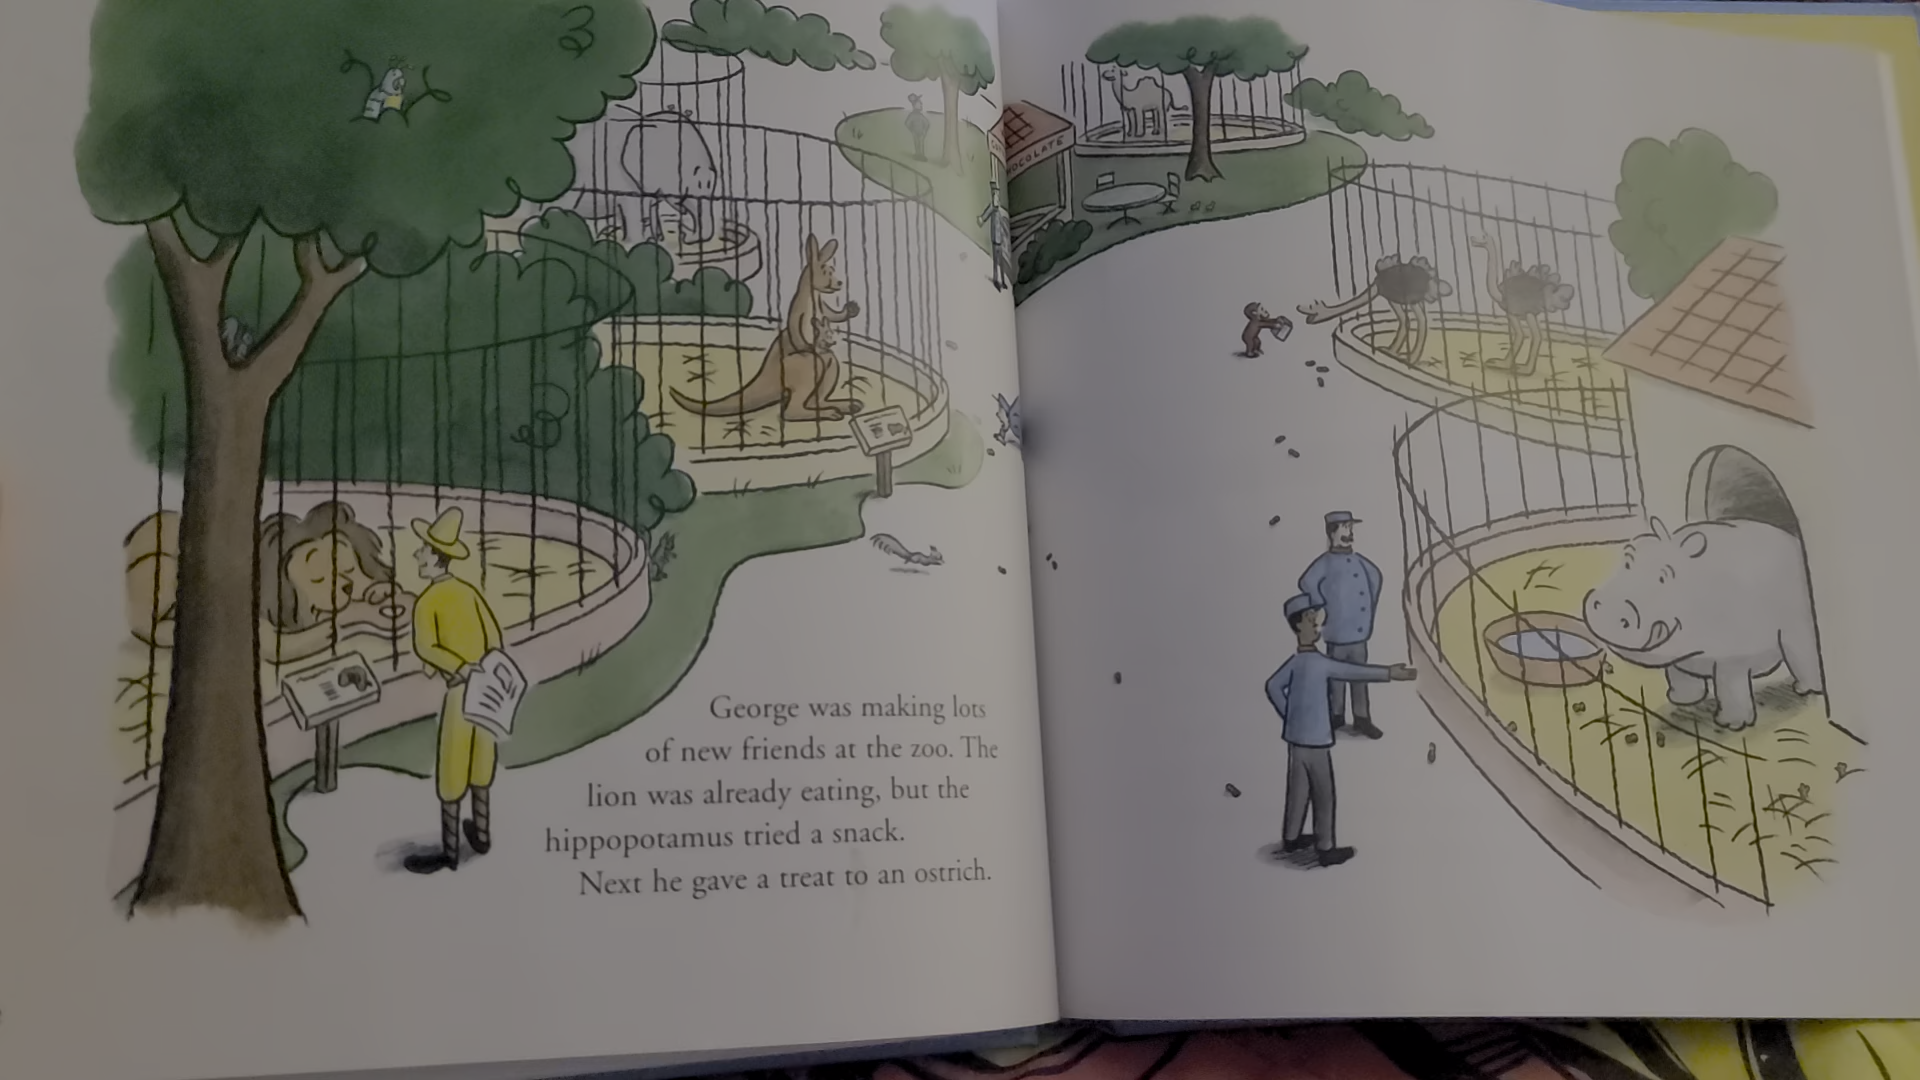 George was making lots
of new friends at the zoo. The
lion was already eating, but the
hippopotamus tried a snack.
Next he gave a treat to an ostrich.